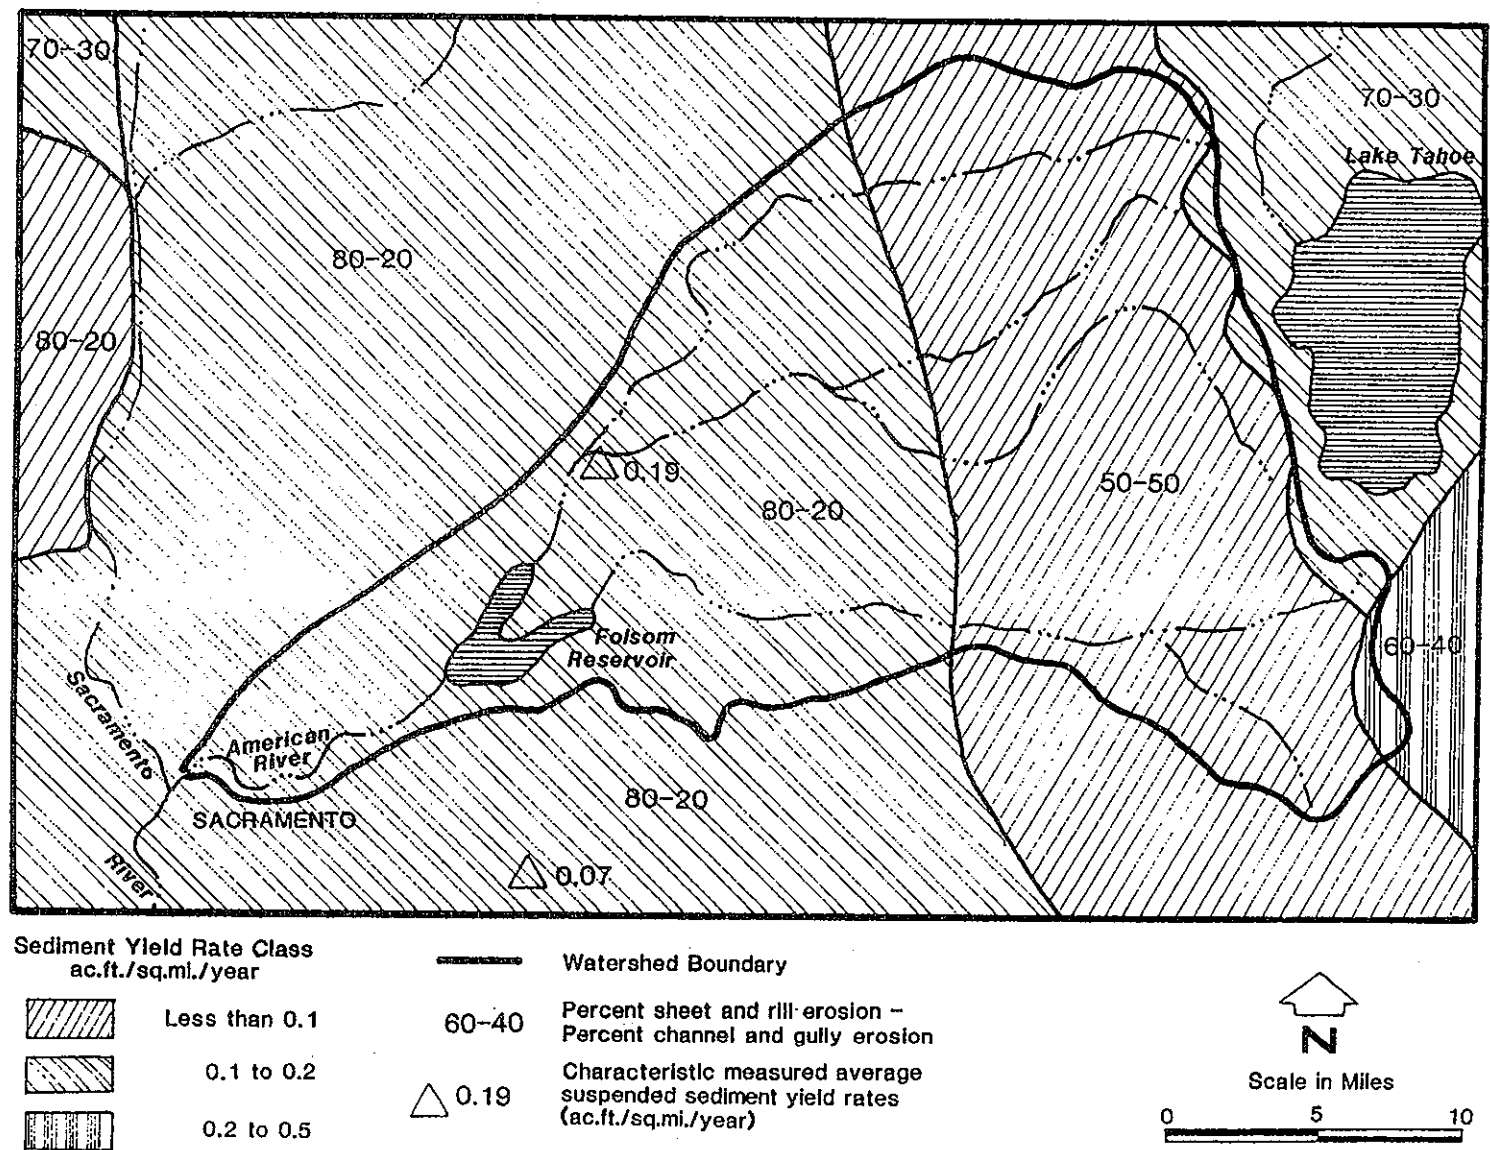 70-30
70-30
Lake Tahoe
80-20
80-20
0.19
50-50
80-20
Folsom
Reservoir
60-40
Sacramento
American
River
80-20
SACRAMENTO
River
0.07
Sediment Yield Rate Class
ac.ft./sq.mi./year
Less than 0.1
0.1 to 0.2
0.2 to 0.5
Watershed Boundary
60-40
Percent sheet and rill erosion –
Percent channel and gully erosion
0.19
Characteristic measured average
suspended sediment yield rates
(ac.ft./sq.mi./year)
N
Scale in Miles
0 5 10